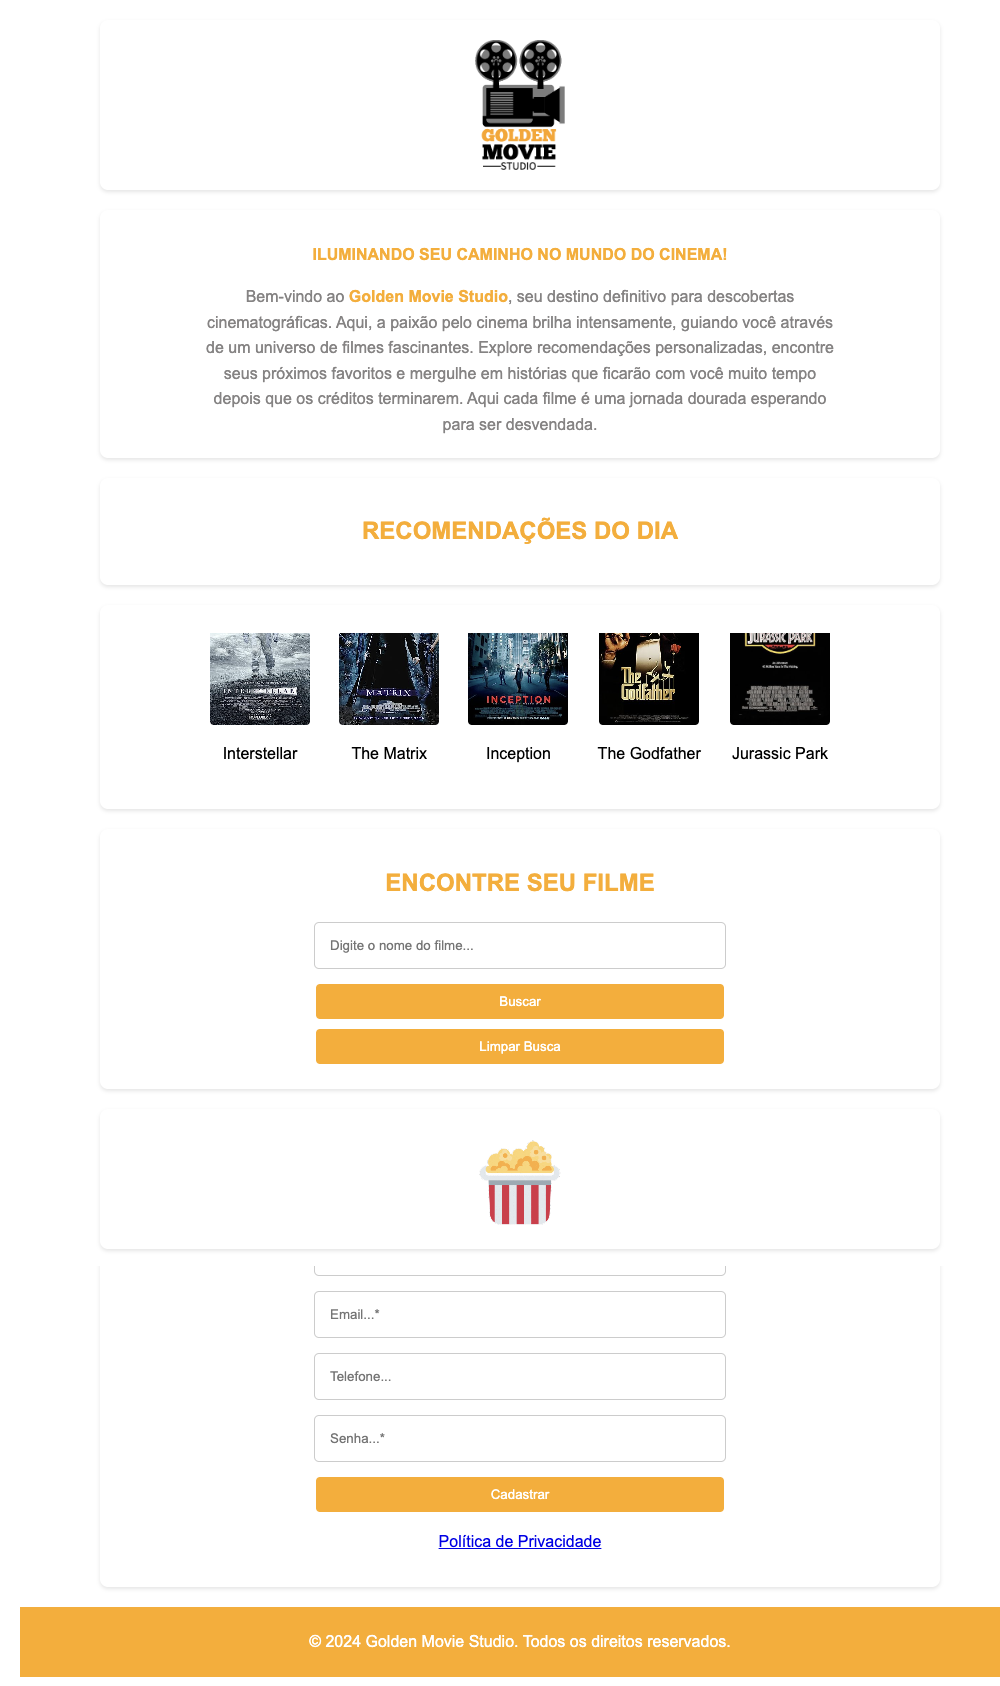 GOLDEN
MOVIE
STUDIO
ILUMINANDO SEU CAMINHO NO MUNDO DO CINEMA!
Bem-vindo ao Golden Movie Studio, seu destino definitivo para descobertas
cinematográficas. Aqui, a paixão pelo cinema brilha intensamente, guiando você através
de um universo de filmes fascinantes. Explore recomendações personalizadas, encontre
seus próximos favoritos e mergulhe em histórias que ficarão com você muito tempo
depois que os créditos terminarem. Aqui cada filme é uma jornada dourada esperando
para ser desvendada.
RECOMENDAÇÕES DO DIA
INTERSTELLAR
MATRIX
INCEPTION
The Godfather
JURASSIC PARK
Interstellar
The Matrix
Inception
The Godfather
Jurassic Park
ENCONTRE SEU FILME
Digite o nome do filme...
Buscar
Limpar Busca
Email...*
Telefone...
Senha...*
Cadastrar
Política de Privacidade
© 2024 Golden Movie Studio. Todos os direitos reservados.